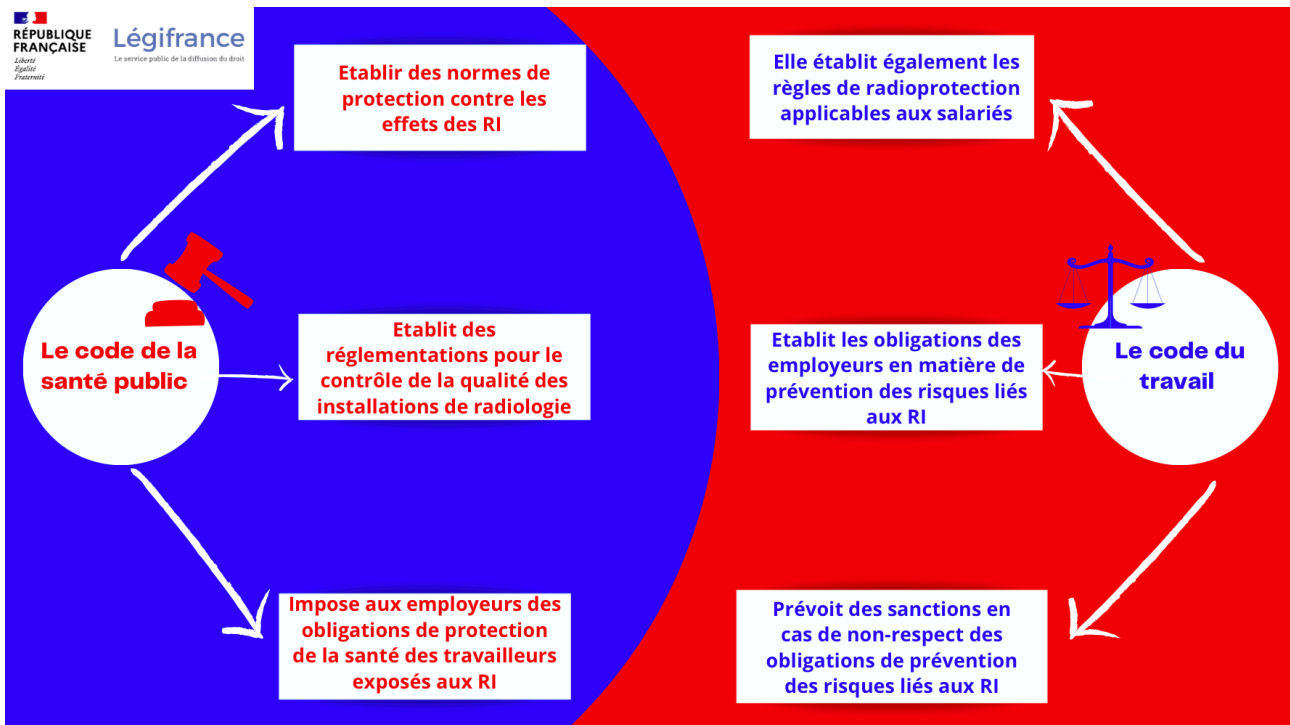 RÉPUBLIQUE
FRANÇAISE
Liberté
Égalité
Fraternité
Légifrance
Le service public de la diffusion du droit
Etablir des normes de
protection contre les
effets des RI
Le code de la
santé public
Etablit des
réglementations pour le
contrôle de la qualité des
installations de radiologie
Impose aux employeurs des
obligations de protection
de la santé des travailleurs
exposés aux RI
Elle établit également les
règles de radioprotection
applicables aux salariés
Le code du
travail
Etablit les obligations des
employeurs en matière de
prévention des risques liés
aux RI
Prévoit des sanctions en
cas de non-respect des
obligations de prévention
des risques liés aux RI